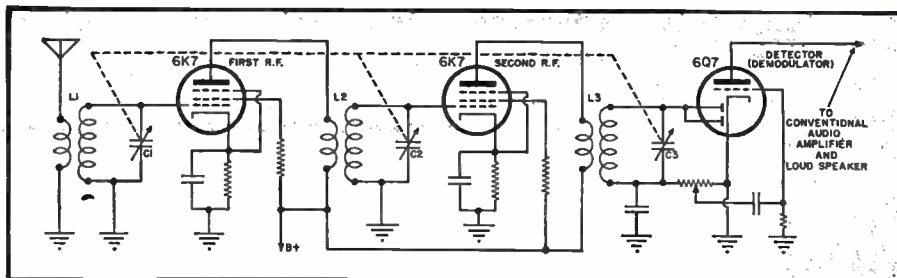 6K7 FIRST R.F.
6K7 SECOND R.F.
6Q7
DETECTOR
(DEMODULATOR)
L1
L2
L3
C1
C2
C3
TO
CONVENTIONAL
AUDIO
AMPLIFIER
AND
LOUD SPEAKER
B+